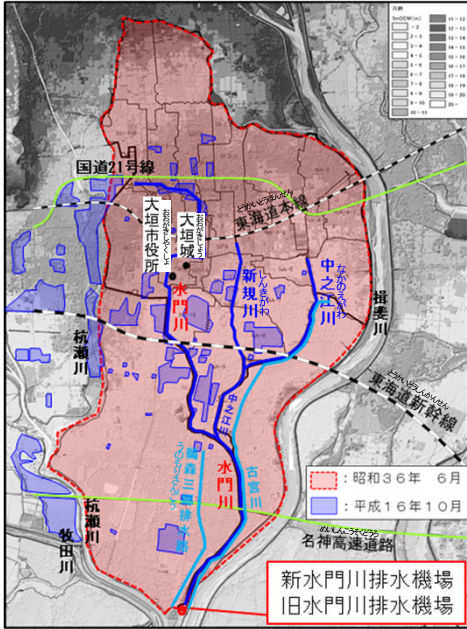 凡例
5mDEM(m)
国道21号線
とうかいどうほんせん
東海道本線
おおがきしやくしょ
大垣市役所
おおがきじょう
大垣城
水門川
しんきがわ
新規川
なかのえがわ
中之江川
揖斐川
杭瀬川
とうかいどうしんかんせん
東海道新幹線
中之江川
水門川
古宮川
杭瀬川
牧田川
めいしんこうそくどうろ
名神高速道路
:昭和36年 6月
:平成16年10月
新水門川排水機場
旧水門川排水機場